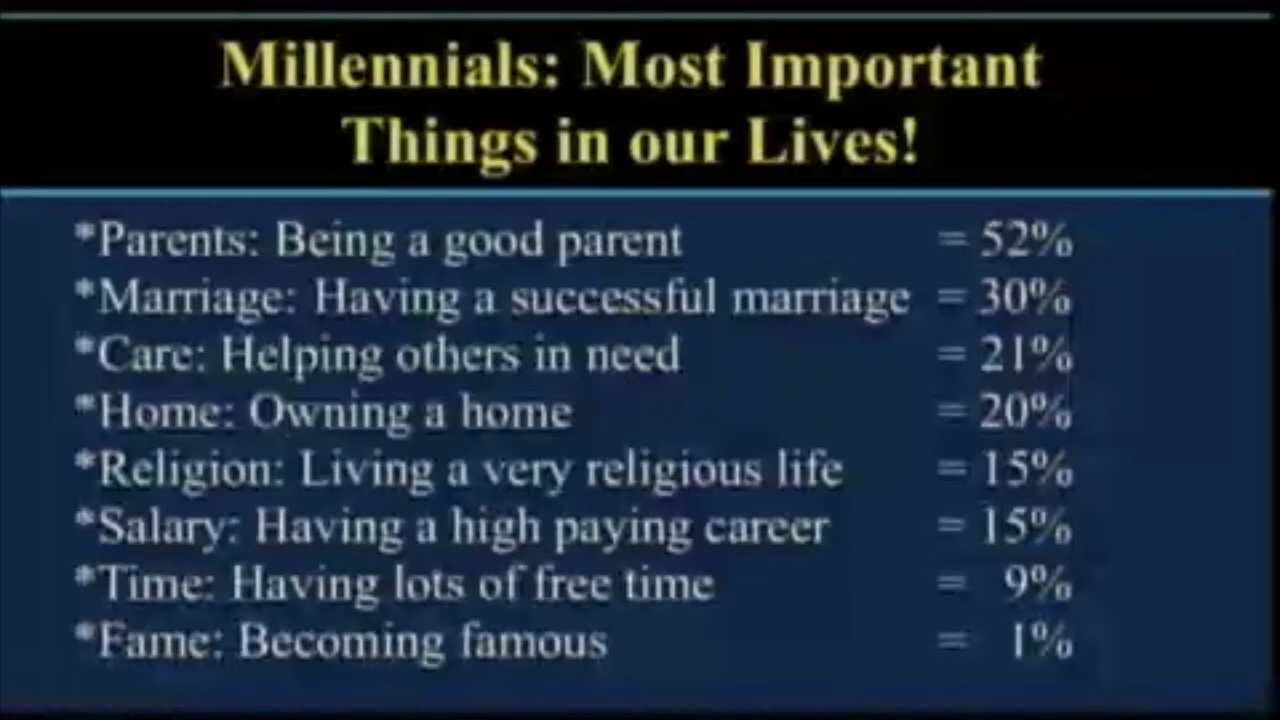 Millennials: Most Important
Things in our Lives!
*Parents: Being a good parent = 52%
*Marriage: Having a successful marriage = 30%
*Care: Helping others in need = 21%
*Home: Owning a home = 20%
*Religion: Living a very religious life = 15%
*Salary: Having a high paying career = 15%
*Time: Having lots of free time = 9%
*Fame: Becoming famous = 1%